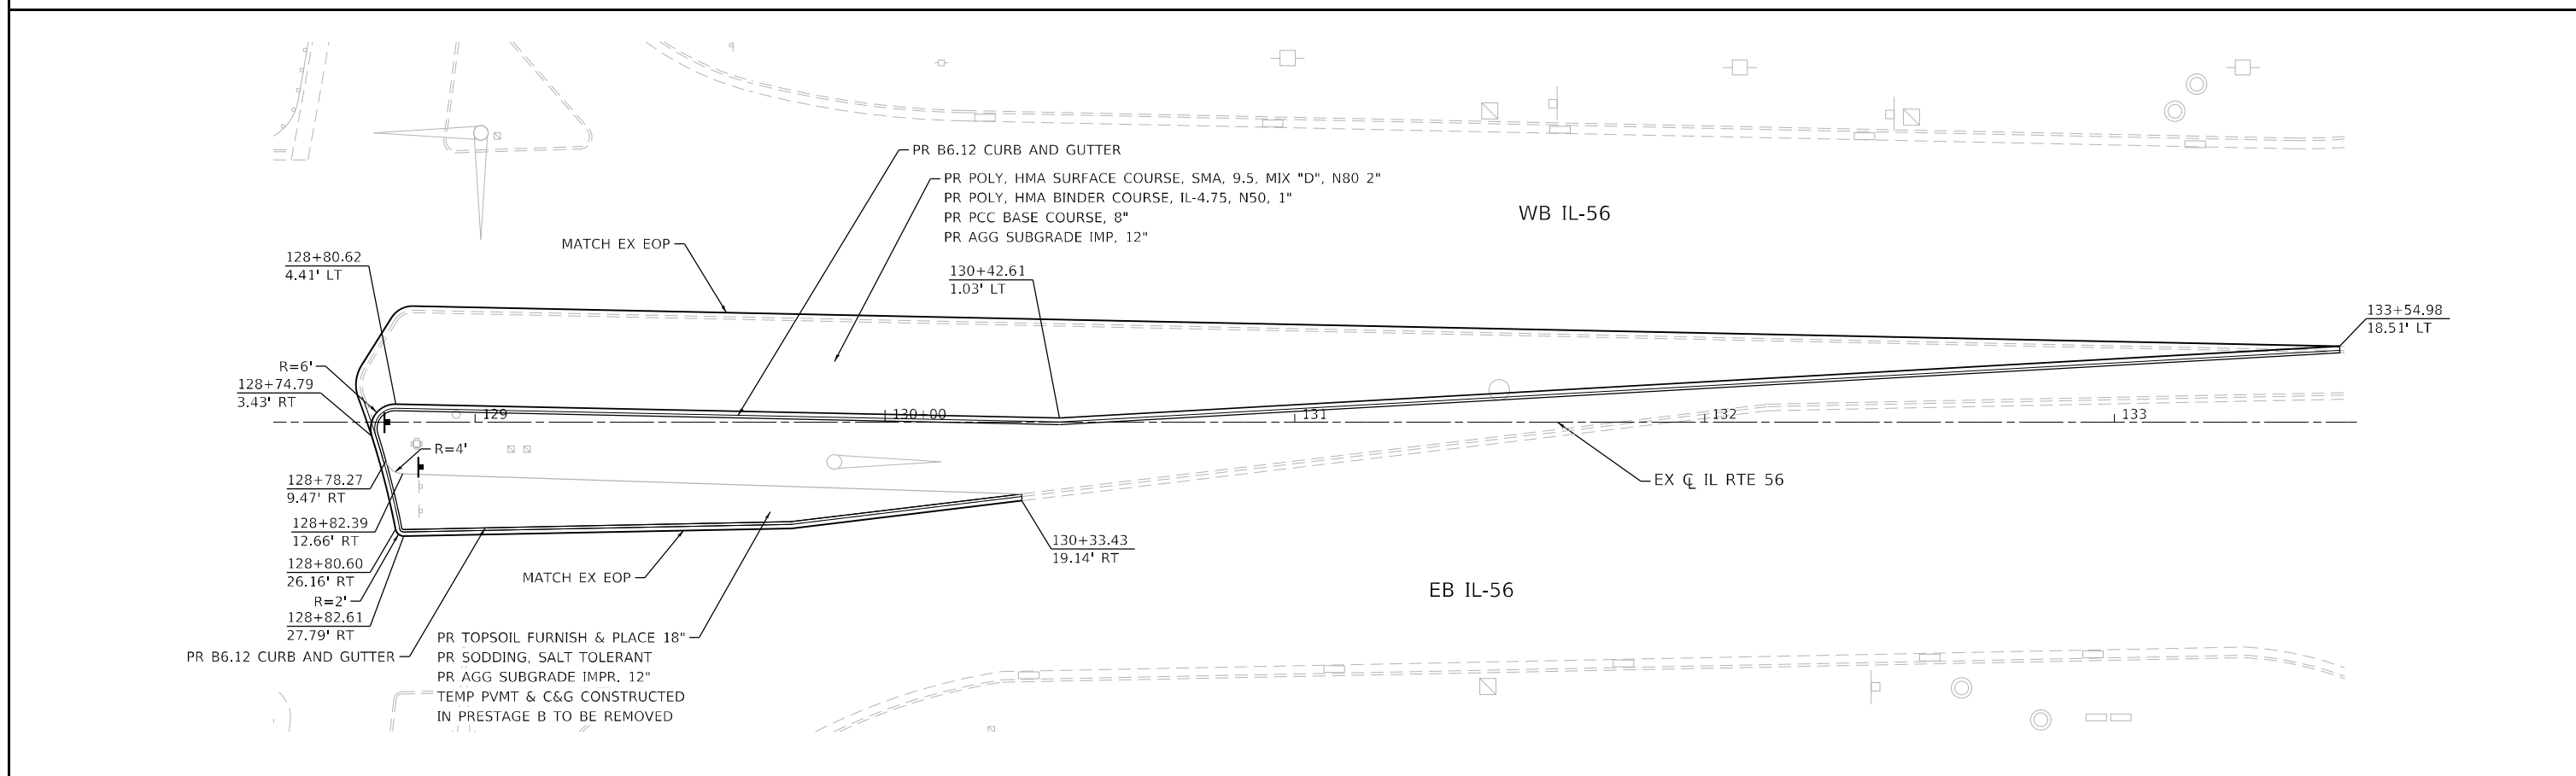 PR B6.12 CURB AND GUTTER
PR POLY, HMA SURFACE COURSE, SMA, 9.5, MIX "D", N80 2"
PR POLY, HMA BINDER COURSE, IL-4.75, N50, 1"
PR PCC BASE COURSE, 8"
PR AGG SUBGRADE IMP, 12"
WB IL-56
MATCH EX EOP
128+80.62
4.41' LT
130+42.61
1.03' LT
133+54.98
18.51' LT
R=6'
128+74.79
3.43' RT
129
130+00
131
132
133
R=4'
128+78.27
9.47' RT
EX ℄ IL RTE 56
128+82.39
12.66' RT
130+33.43
19.14' RT
128+80.60
26.16' RT
MATCH EX EOP
EB IL-56
R=2'
128+82.61
27.79' RT
PR B6.12 CURB AND GUTTER
PR TOPSOIL FURNISH & PLACE 18"
PR SODDING, SALT TOLERANT
PR AGG SUBGRADE IMPR. 12"
TEMP PVMT & C&G CONSTRUCTED
IN PRESTAGE B TO BE REMOVED